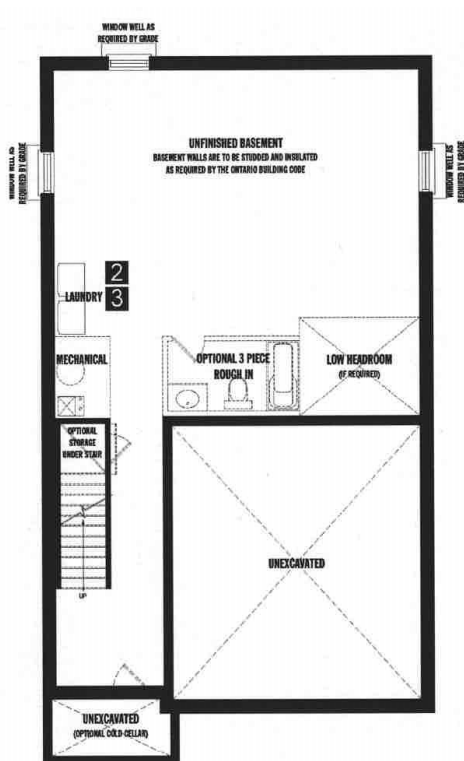 WINDOW WELL AS
REQUIRED BY GRADE
WINDOW WELL AS
REQUIRED BY GRADE
UNFINISHED BASEMENT
BASEMENT WALLS ARE TO BE STUDDED AND INSULATED
AS REQUIRED BY THE ONTARIO BUILDING CODE
WINDOW WELL AS
REQUIRED BY GRADE
2
LAUNDRY 3
MECHANICAL
OPTIONAL 3 PIECE
ROUGH IN
LOW HEADROOM
(IF REQUIRED)
OPTIONAL
STORAGE
UNDER STAIR
UP
UNEXCAVATED
UNEXCAVATED
(OPTIONAL COLD-CELLAR)